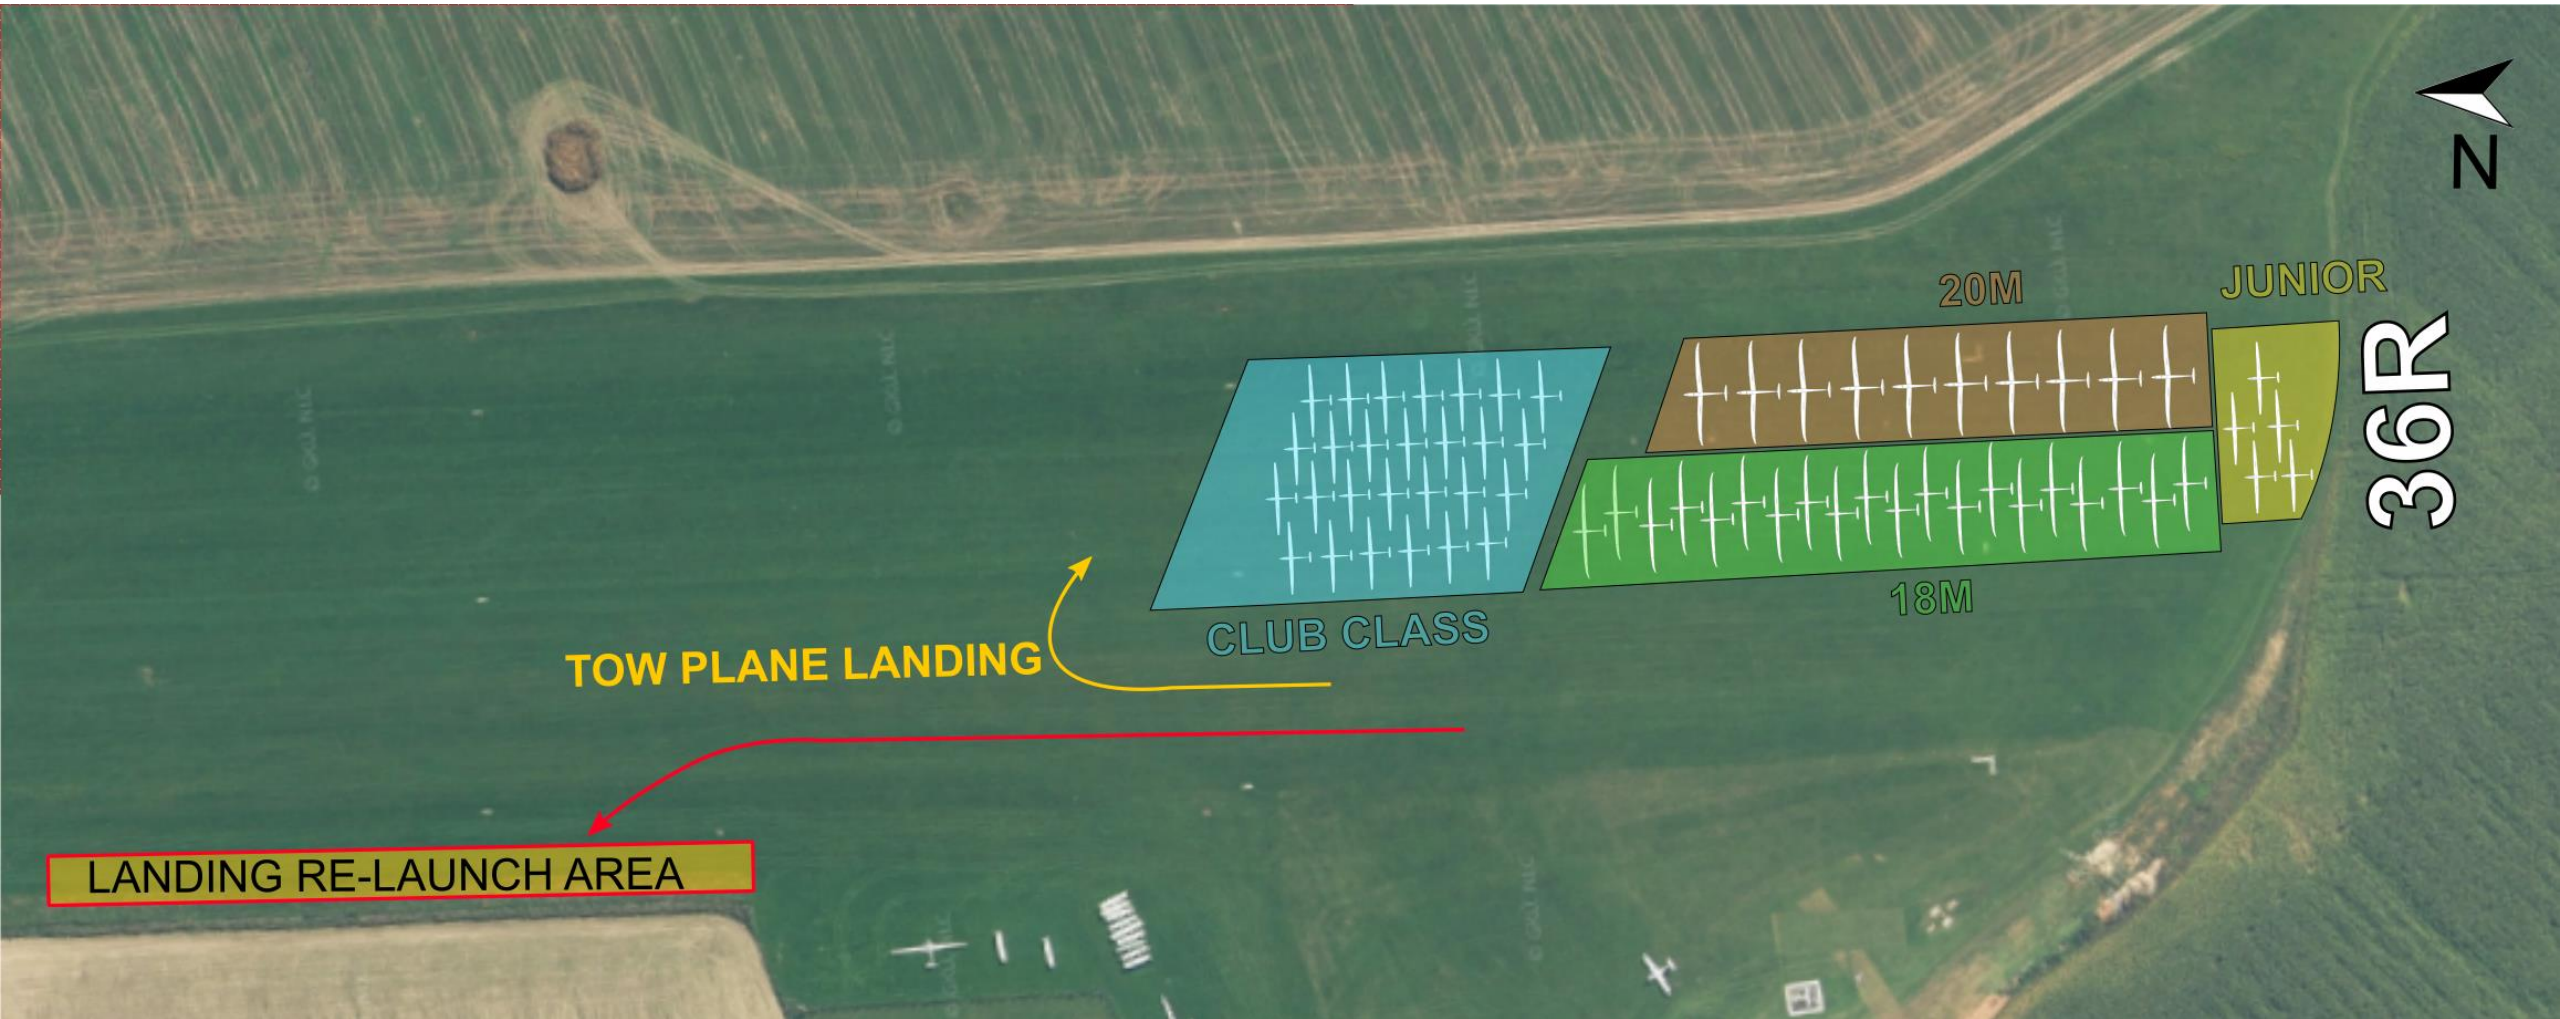 N
20M
JUNIOR
36R
18M
CLUB CLASS
TOW PLANE LANDING
LANDING RE-LAUNCH AREA
H